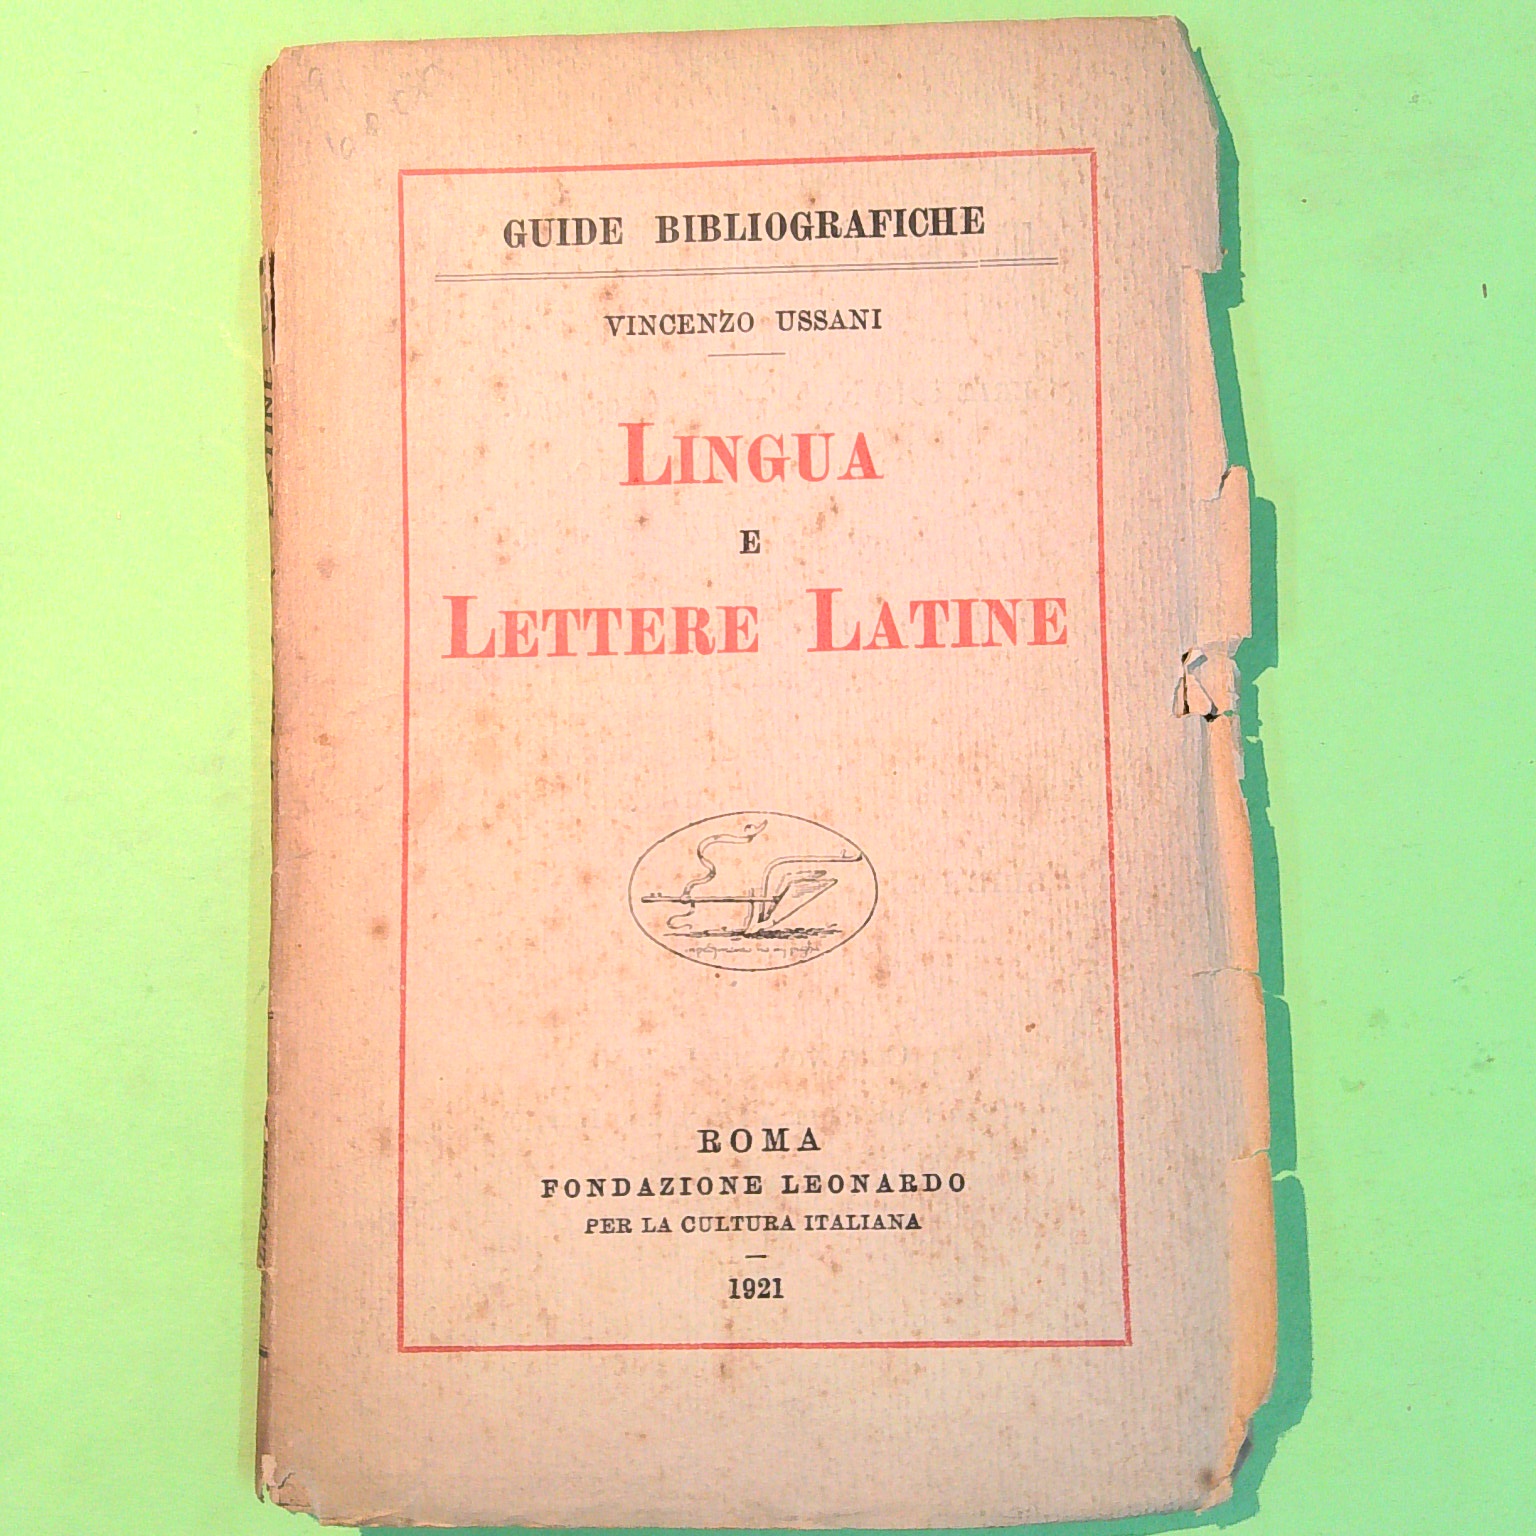 GUIDE BIBLIOGRAFICHE
VINCENZO USSANI
LINGUA
E
LETTERE LATINE
ROMA
FONDAZIONE LEONARDO
PER LA CULTURA ITALIANA
1921